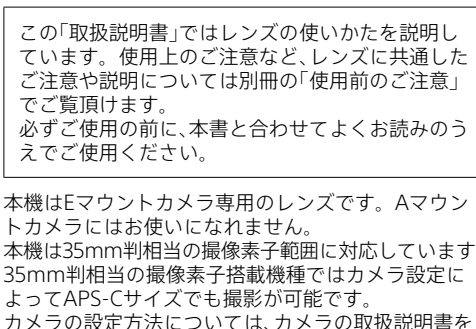 この「取扱説明書」ではレンズの使いかたを説明し
ています。使用上のご注意など、レンズに共通した
ご注意や説明については別冊の「使用前のご注意」
でご覧頂けます。
必ずご使用の前に、本書と合わせてよくお読みのう
えでご使用ください。
本機はEマウントカメラ専用のレンズです。Aマウン
トカメラにはお使いになれません。
本機は35mm判相当の撮像素子範囲に対応しています
35mm判相当の撮像素子搭載機種ではカメラ設定に
よってAPS-Cサイズでも撮影が可能です。
カメラの設定方法については、カメラの取扱説明書を